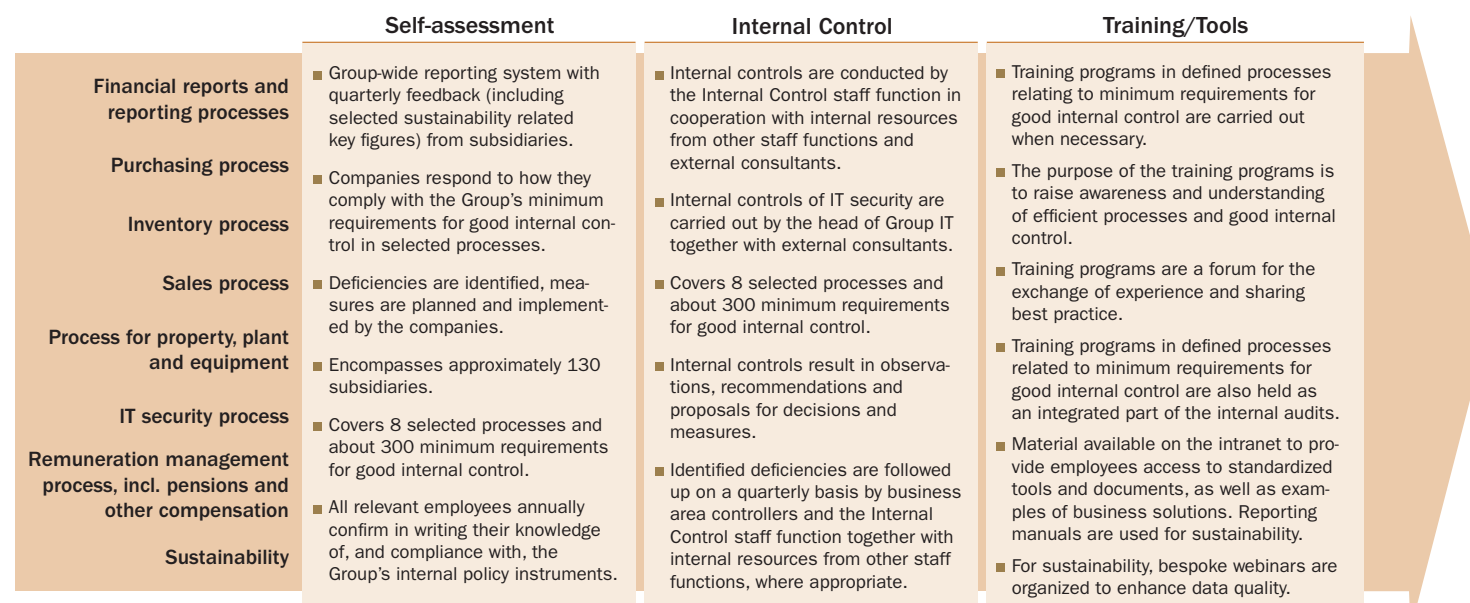 Self-assessment
Internal Control
Training/Tools
Financial reports and
reporting processes
Purchasing process
Inventory process
Sales process
Process for property, plant
and equipment
IT security process
Remuneration management
process, incl. pensions and
other compensation
Sustainability
Group-wide reporting system with
quarterly feedback (including
selected sustainability related
key figures) from subsidiaries.
Companies respond to how they
comply with the Group’s minimum
requirements for good internal con-
trol in selected processes.
Deficiencies are identified, mea-
sures are planned and implement-
ed by the companies.
Encompasses approximately 130
subsidiaries.
Covers 8 selected processes and
about 300 minimum requirements
for good internal control.
All relevant employees annually
confirm in writing their knowledge
of, and compliance with, the
Group’s internal policy instruments.
Internal controls are conducted by
the Internal Control staff function in
cooperation with internal resources
from other staff functions and
external consultants.
Internal controls of IT security are
carried out by the head of Group IT
together with external consultants.
Covers 8 selected processes and
about 300 minimum requirements
for good internal control.
Internal controls result in observa-
tions, recommendations and
proposals for decisions and
measures.
Identified deficiencies are followed
up on a quarterly basis by business
area controllers and the Internal
Control staff function together with
internal resources from other staff
functions, where appropriate.
Training programs in defined processes
relating to minimum requirements for
good internal control are carried out
when necessary.
The purpose of the training programs is
to raise awareness and understanding
of efficient processes and good internal
control.
Training programs are a forum for the
exchange of experience and sharing
best practice.
Training programs in defined processes
related to minimum requirements for
good internal control are also held as
an integrated part of the internal audits.
Material available on the intranet to pro-
vide employees access to standardized
tools and documents, as well as exam-
ples of business solutions. Reporting
manuals are used for sustainability.
For sustainability, bespoke webinars are
organized to enhance data quality.